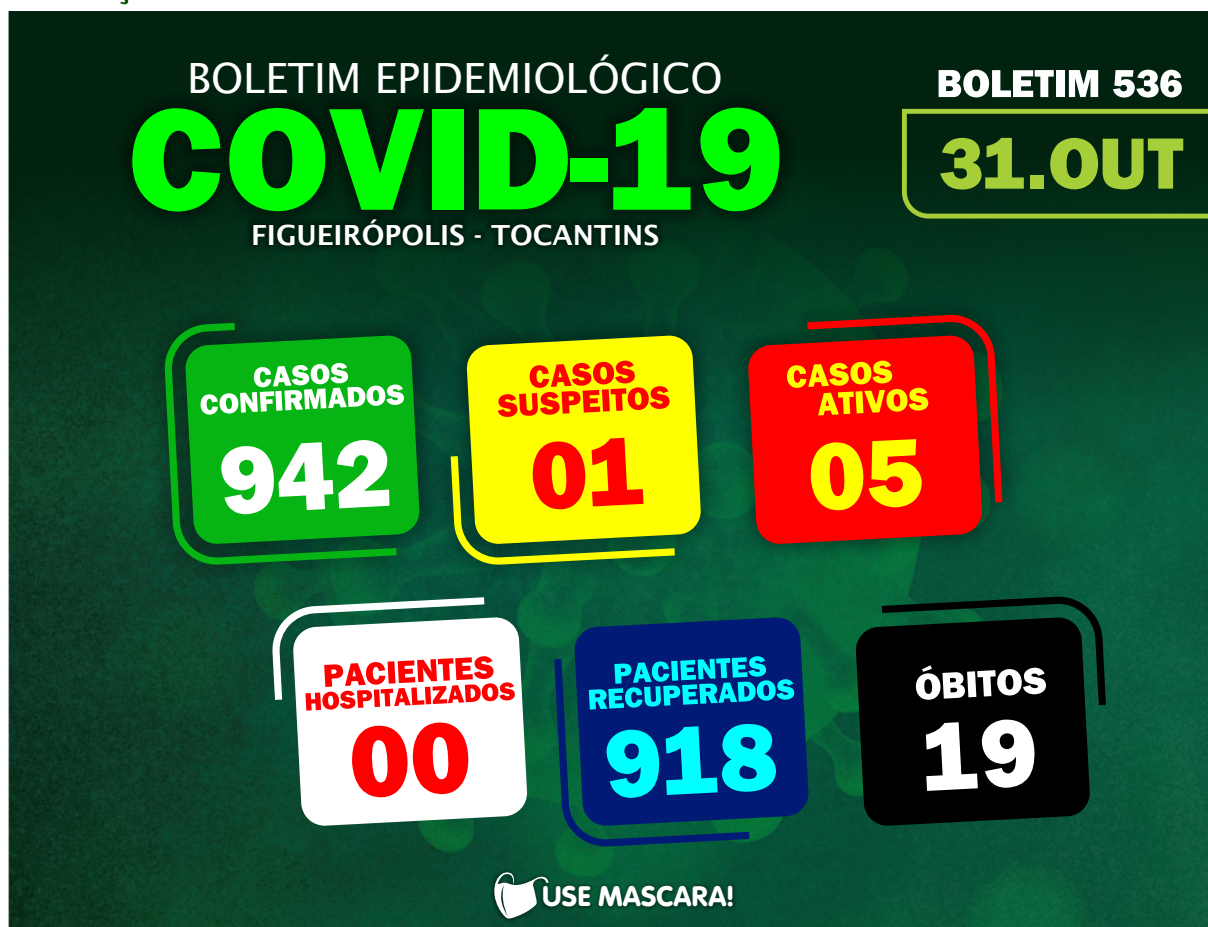 BOLETIM EPIDEMIOLÓGICO
COVID-19
FIGUEIRÓPOLIS - TOCANTINS
BOLETIM 536
31.OUT
CASOS
CONFIRMADOS
942
CASOS
SUSPEITOS
01
CASOS
ATIVOS
05
PACIENTES
HOSPITALIZADOS
00
PACIENTES
RECUPERADOS
918
ÓBITOS
19
USE MASCARA!